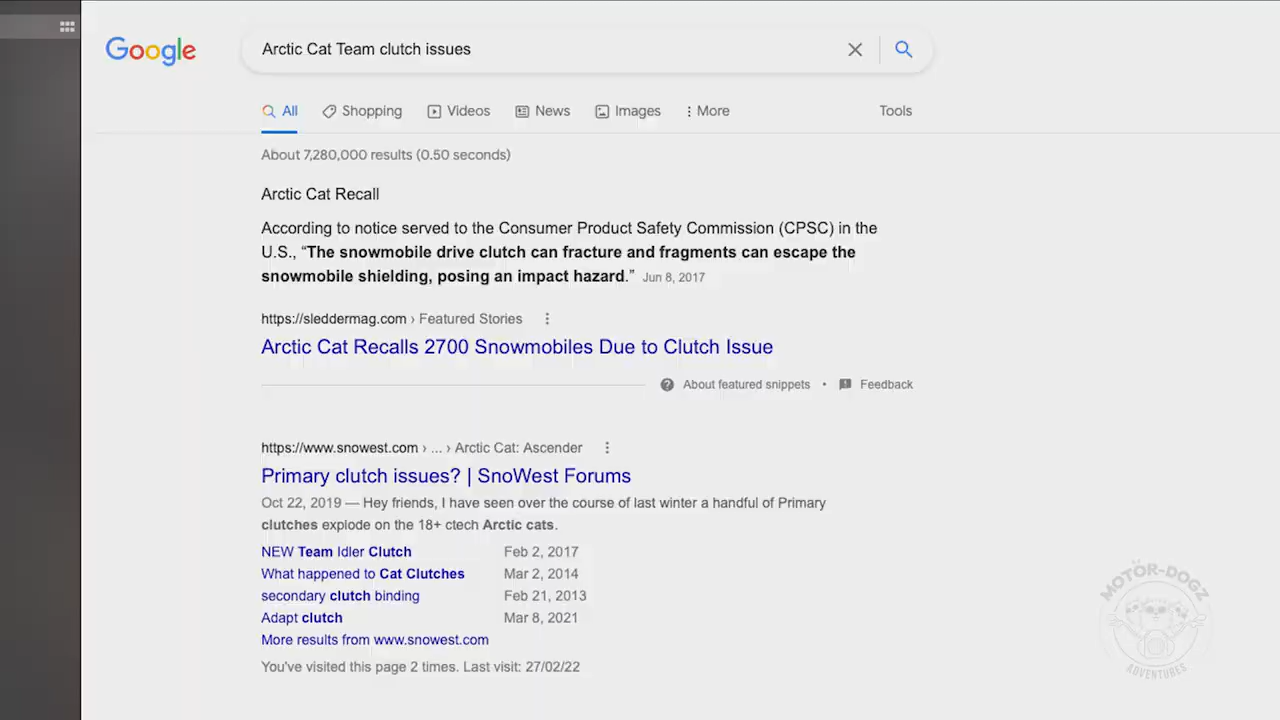 Google
Arctic Cat Team clutch issues
All Shopping Videos News Images More Tools
About 7,280,000 results (0.50 seconds)
Arctic Cat Recall
According to notice served to the Consumer Product Safety Commission (CPSC) in the
U.S., “The snowmobile drive clutch can fracture and fragments can escape the
snowmobile shielding, posing an impact hazard.” Jun 8, 2017
https://sleddermag.com › Featured Stories
Arctic Cat Recalls 2700 Snowmobiles Due to Clutch Issue
About featured snippets • Feedback
https://www.snowest.com › ... › Arctic Cat: Ascender
Primary clutch issues? | SnoWest Forums
Oct 22, 2019 — Hey friends, I have seen over the course of last winter a handful of Primary
clutches explode on the 18+ ctech Arctic cats.
NEW Team Idler Clutch Feb 2, 2017
What happened to Cat Clutches Mar 2, 2014
secondary clutch binding Feb 21, 2013
Adapt clutch Mar 8, 2021
More results from www.snowest.com
You've visited this page 2 times. Last visit: 27/02/22
MOTÖR-DOGZ
ADVENTURES